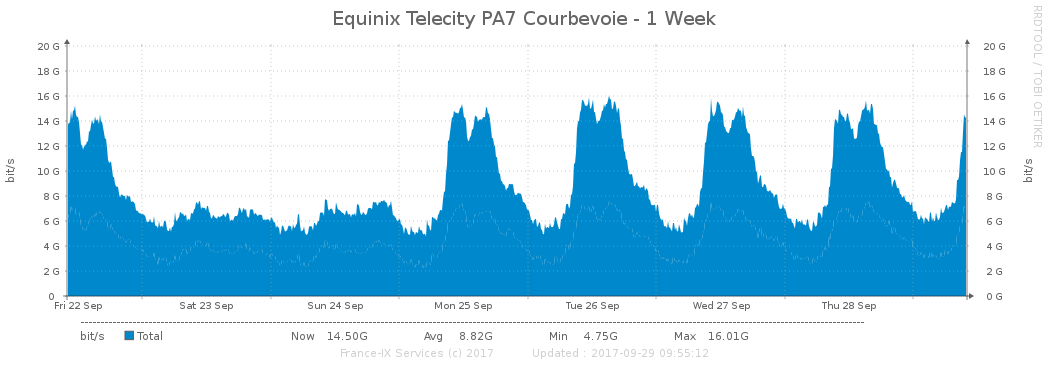 Equinix Telecity PA7 Courbevoie - 1 Week
RRDTOOL / TOBI OETIKER
bit/s
20 G 20 G
18 G 18 G
16 G 16 G
14 G 14 G
12 G 12 G
10 G 10 G
8 G 8 G
6 G 6 G
4 G 4 G
2 G 2 G
0 0 G
bit/s
Fri 22 Sep Sat 23 Sep Sun 24 Sep Mon 25 Sep Tue 26 Sep Wed 27 Sep Thu 28 Sep
bit/s Total Now 14.50G Avg 8.82G Min 4.75G Max 16.01G
France-IX Services (c) 2017 Updated : 2017-09-29 09:55:12